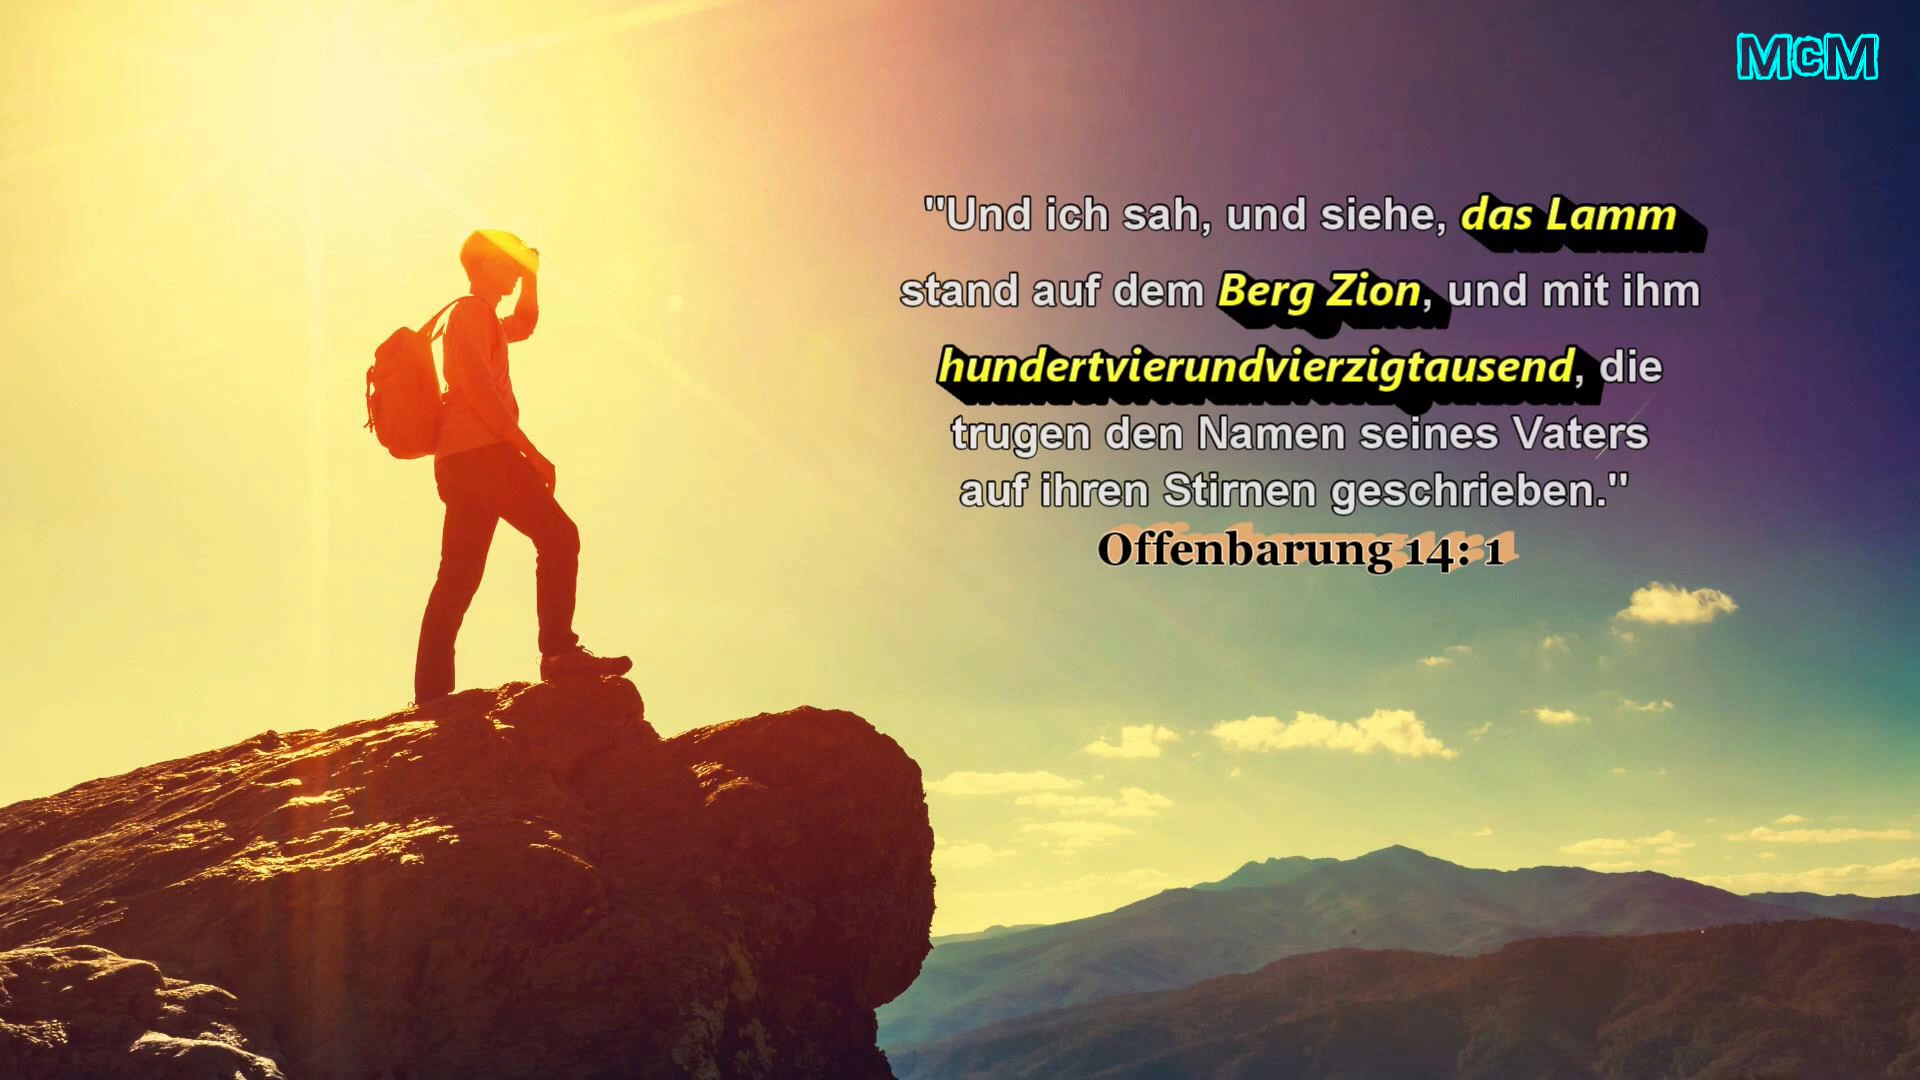 McM
"Und ich sah, und siehe, das Lamm
stand auf dem Berg Zion, und mit ihm
hundertvierundvierzigtausend, die
trugen den Namen seines Vaters
auf ihren Stirnen geschrieben."
Offenbarung 14: 1